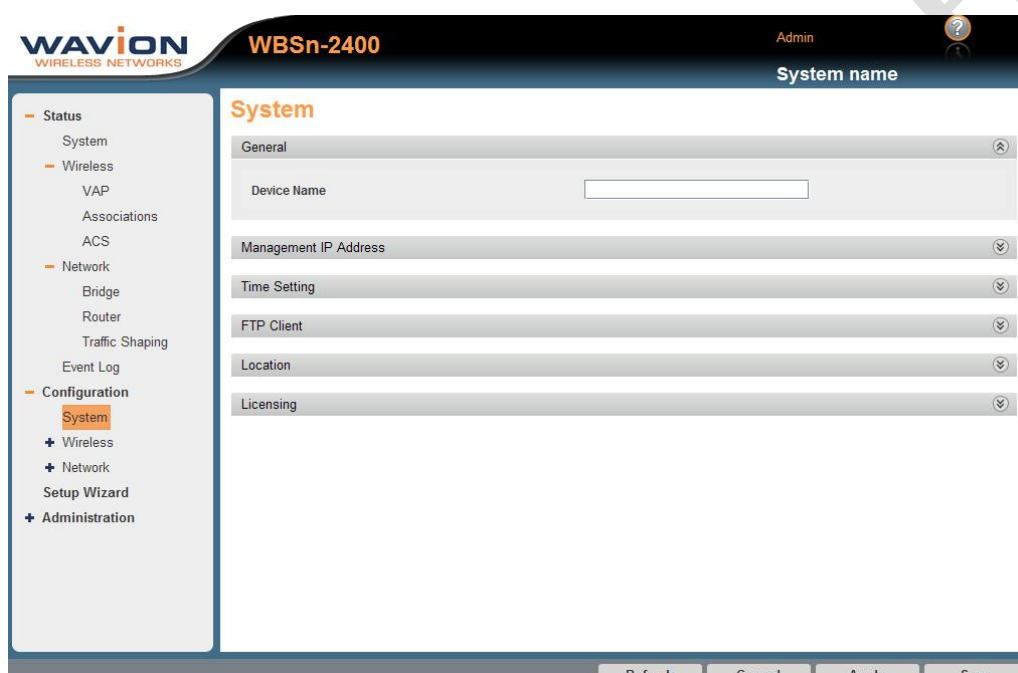 WAVION
WIRELESS NETWORKS
WBSn-2400
Admin
?
System name
Status
System
Wireless
VAP
Associations
ACS
Network
Bridge
Router
Traffic Shaping
Event Log
Configuration
System
Wireless
Network
Setup Wizard
Administration
System
General
Device Name
Management IP Address
Time Setting
FTP Client
Location
Licensing